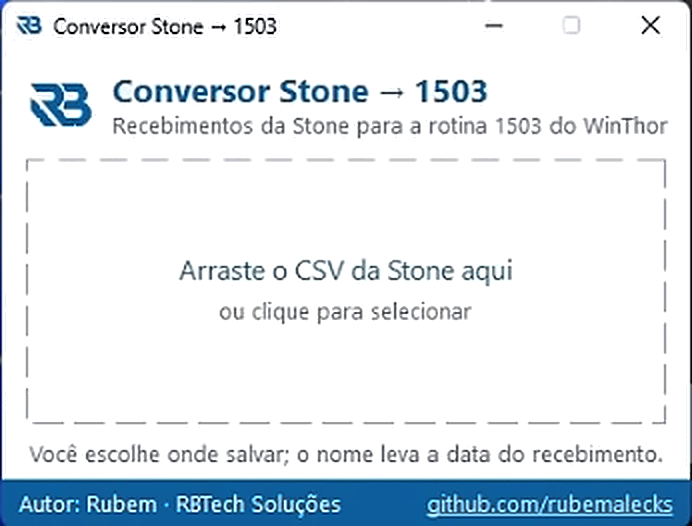 RB Conversor Stone → 1503
RB
Conversor Stone → 1503
Recebimentos da Stone para a rotina 1503 do WinThor
Arraste o CSV da Stone aqui
ou clique para selecionar
Você escolhe onde salvar; o nome leva a data do recebimento.
Autor: Rubem · RBTech Soluções github.com/rubemalecks